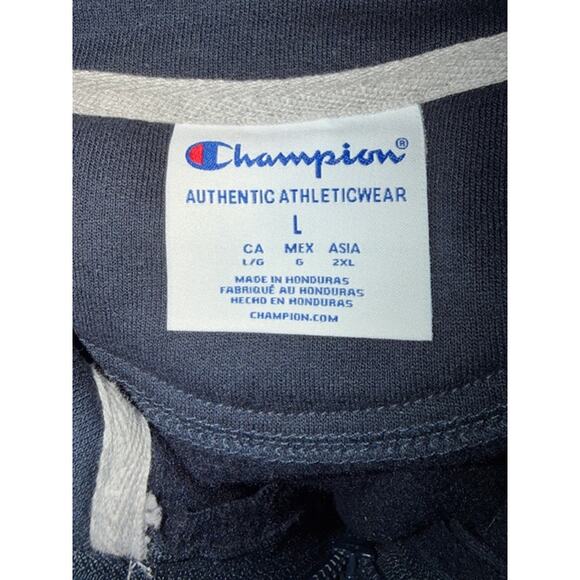 Champion®
AUTHENTIC ATHLETICWEAR
L
CA MEX ASIA
L/G G 2XL
MADE IN HONDURAS
FABRIQUÉ AU HONDURAS
HECHO EN HONDURAS
CHAMPION.COM